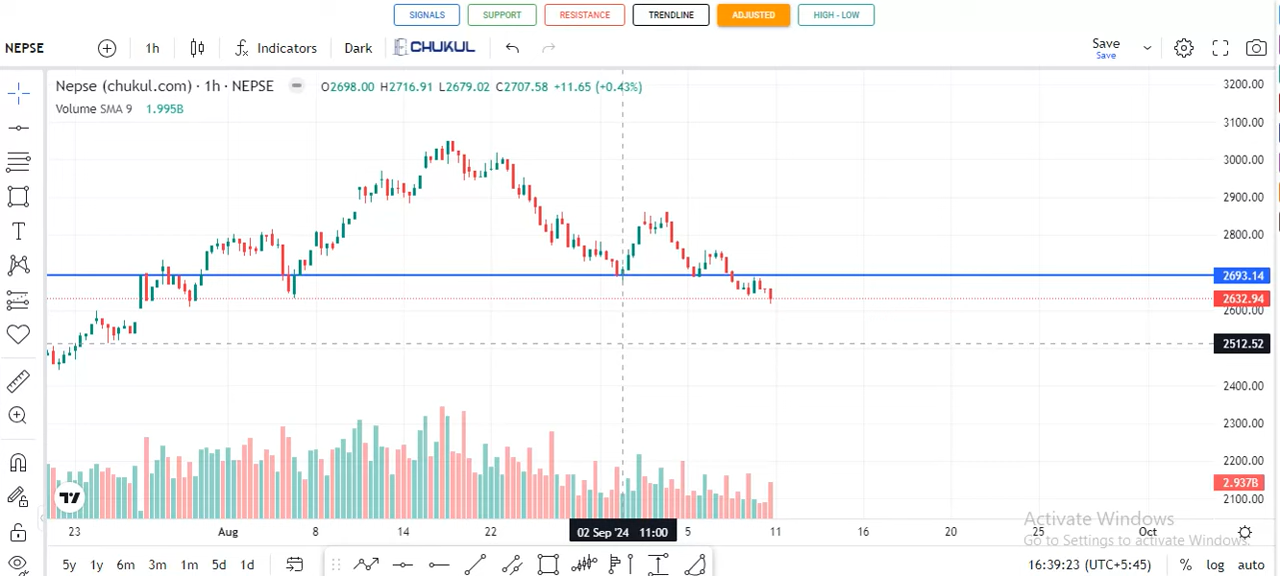 SIGNALS SUPPORT RESISTANCE TRENDLINE ADJUSTED HIGH - LOW
NEPSE 1h Indicators Dark CHUKUL Save
Save
Nepse (chukul.com) · 1h · NEPSE O2698.00 H2716.91 L2679.02 C2707.58 +11.65 (+0.43%)
Volume SMA 9 1.995B
3200.00
3100.00
3000.00
2900.00
2800.00
2693.14
2632.94
2600.00
2512.52
2400.00
2300.00
2.937B
2200.00
2100.00
23 Aug 8 14 22 02 Sep '24 11:00 5 11 16 20 25 Oct
Activate Windows
Go to Settings to activate Windows.
5y 1y 6m 3m 1m 5d 1d 16:39:23 (UTC+5:45) % log auto